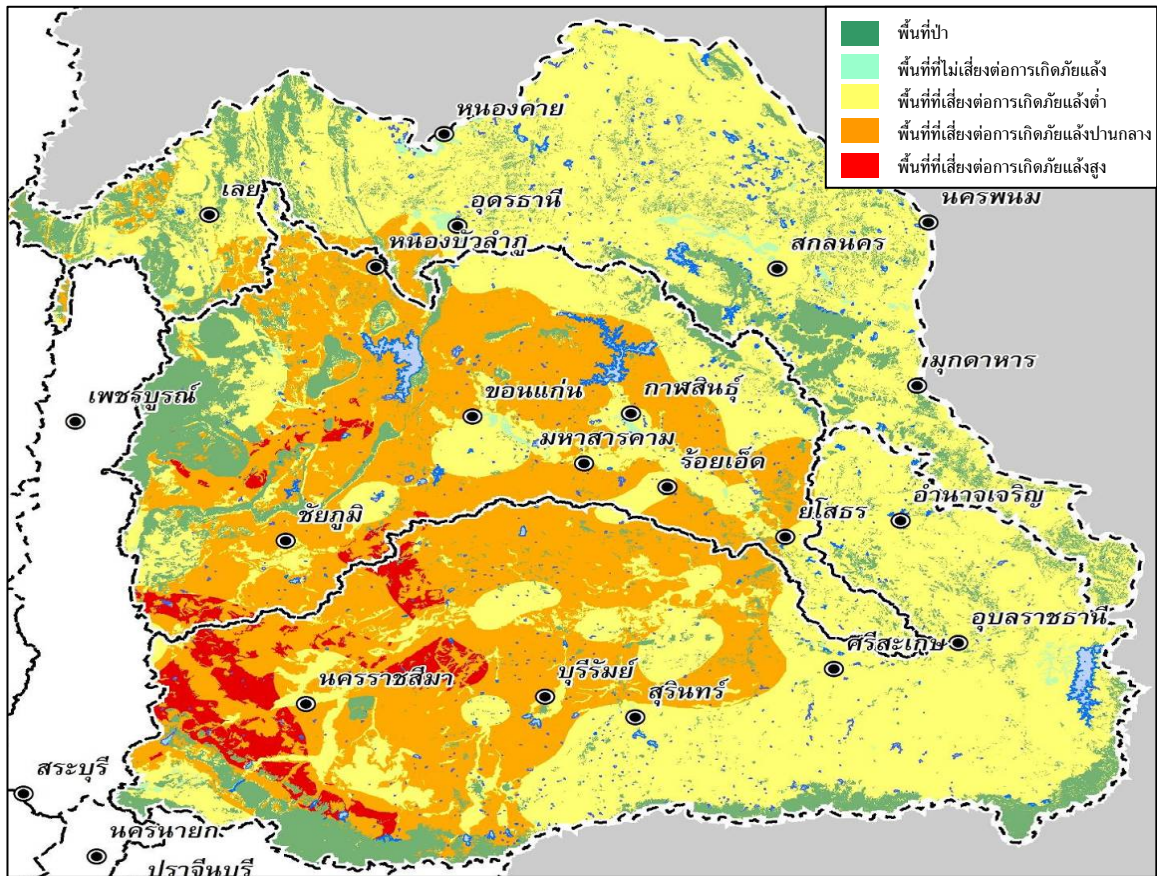 พื้นที่ป่า
พื้นที่ที่ไม่เสี่ยงต่อการเกิดภัยแล้ง
พื้นที่ที่เสี่ยงต่อการเกิดภัยแล้งต่ำ
พื้นที่ที่เสี่ยงต่อการเกิดภัยแล้งปานกลาง
พื้นที่ที่เสี่ยงต่อการเกิดภัยแล้งสูง
หนองคาย
เลย
อุดรธานี
นครพนม
หนองบัวลำภู
สกลนคร
มุกดาหาร
เพชรบูรณ์
ขอนแก่น
กาฬสินธุ์
มหาสารคาม
ร้อยเอ็ด
อำนาจเจริญ
ชัยภูมิ
ยโสธร
อุบลราชธานี
ศรีสะเกษ
นครราชสีมา
บุรีรัมย์
สุรินทร์
สระบุรี
นครนายก
ปราจีนบุรี